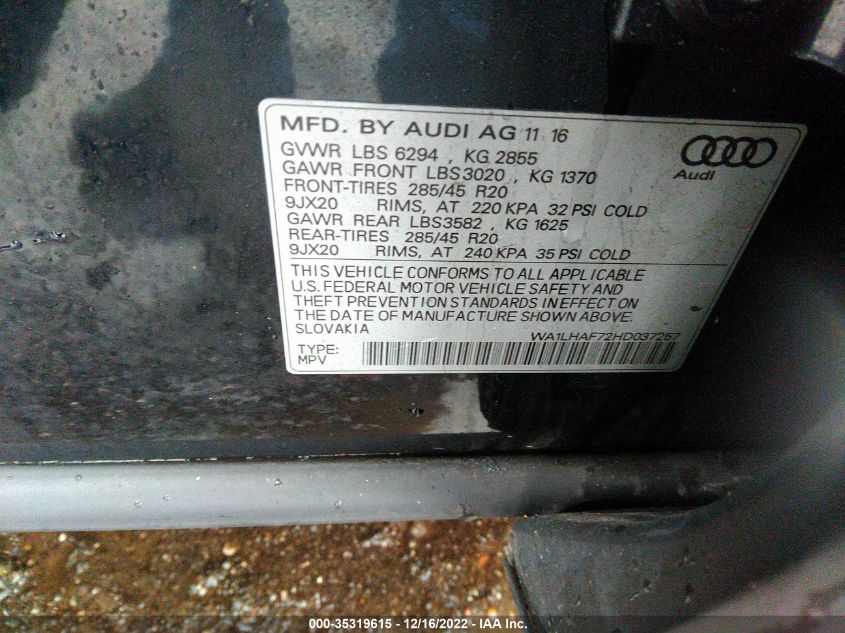 MFD. BY AUDI AG 11 16
GVWR LBS 6294 , KG 2855
GAWR FRONT LBS3020 , KG 1370
FRONT-TIRES 285/45 R20
9JX20 RIMS, AT 220 KPA 32 PSI COLD
GAWR REAR LBS3582 , KG 1625
REAR-TIRES 285/45 R20
9JX20 RIMS, AT 240 KPA 35 PSI COLD
Audi
THIS VEHICLE CONFORMS TO ALL APPLICABLE
U.S. FEDERAL MOTOR VEHICLE SAFETY AND
THEFT PREVENTION STANDARDS IN EFFECT ON
THE DATE OF MANUFACTURE SHOWN ABOVE.
SLOVAKIA
WA1LHAF72HD037257
TYPE:
MPV
000-35319615 - 12/16/2022 - IAA Inc.